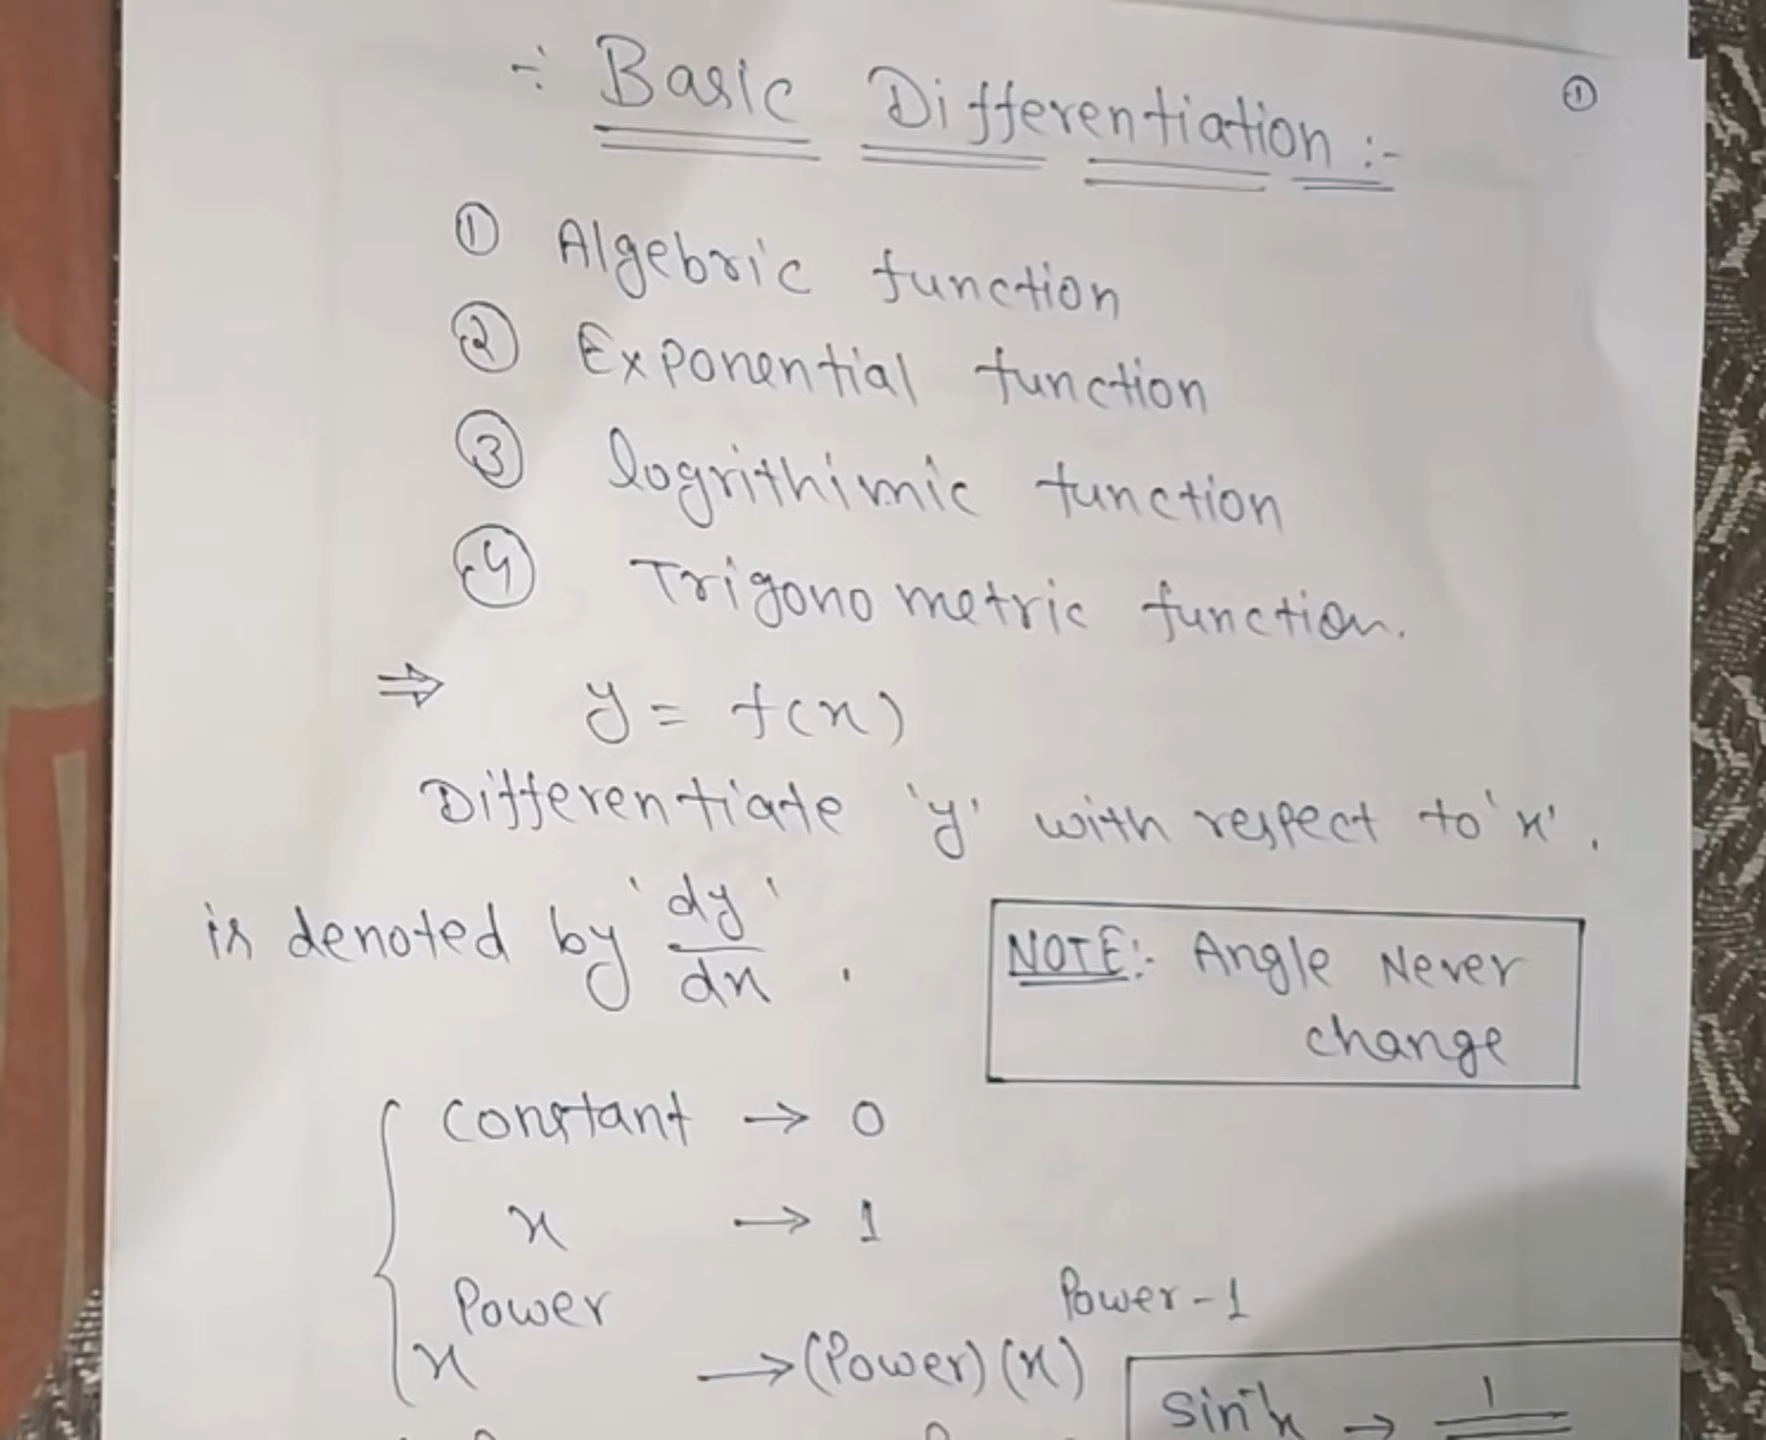 ÷ Basic Differentiation :-
①
① Algebric function
② Exponential function
③ logrithimic function
④ Trigonometric function.
⇒ y = f(x)
Differentiate 'y' with respect to 'x'.
is denoted by 'dy/dx'.
NOTE:- Angle Never
change
constant → 0
x → 1
x^Power → (Power) (x)^Power-1
sin⁻¹x → 1